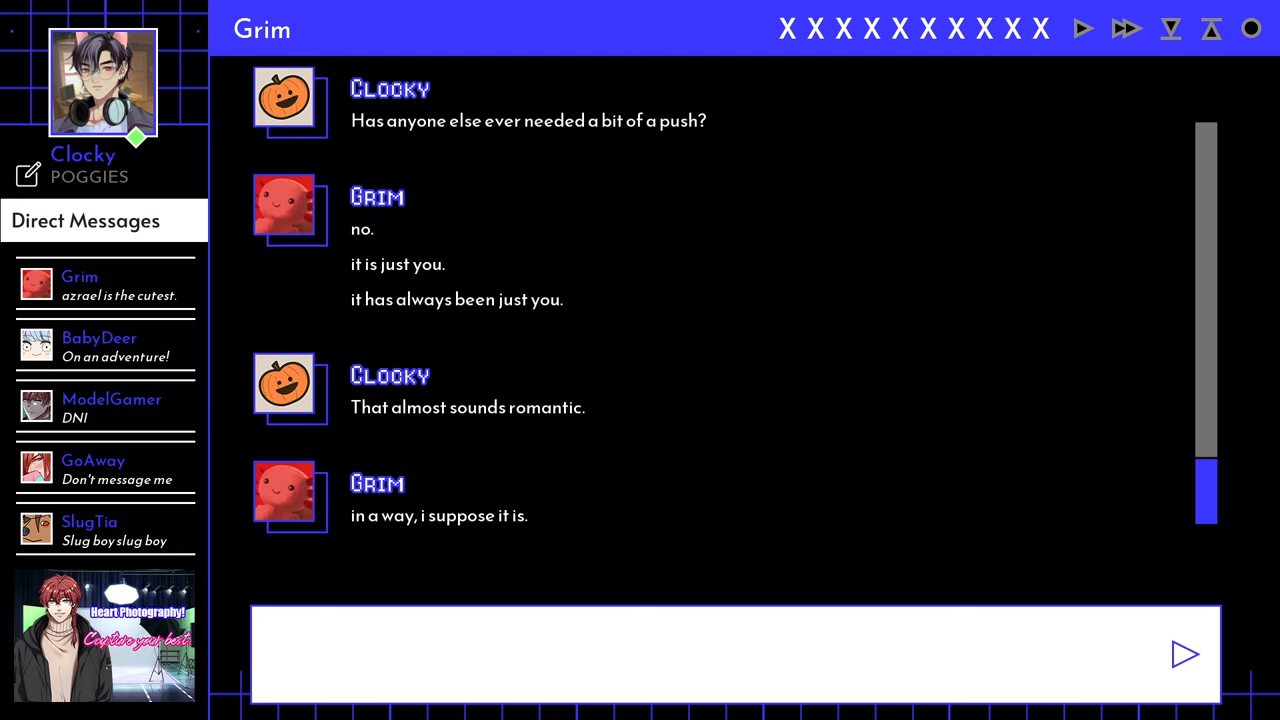 Grim
X X X X X X X X X X
Clocky
POGGIES
Direct Messages
Grim
azrael is the cutest.
BabyDeer
On an adventure!
ModelGamer
DNI
GoAway
Don't message me
SlugTia
Slug boy slug boy
Heart Photography!
Capture your best.
Clocky
Has anyone else ever needed a bit of a push?
Grim
no.
it is just you.
it has always been just you.
Clocky
That almost sounds romantic.
Grim
in a way, i suppose it is.